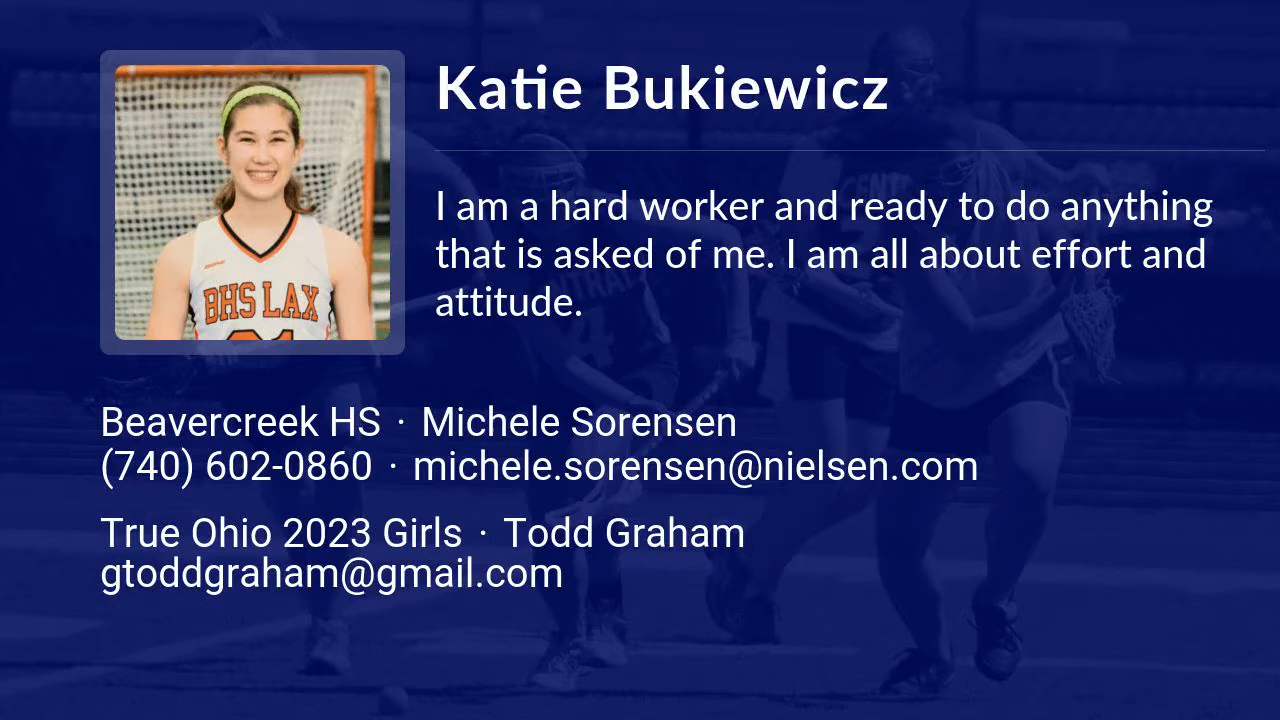 Katie Bukiewicz
I am a hard worker and ready to do anything
that is asked of me. I am all about effort and
attitude.
BHS LAX
Beavercreek HS · Michele Sorensen
(740) 602-0860 · michele.sorensen@nielsen.com
True Ohio 2023 Girls · Todd Graham
gtoddgraham@gmail.com